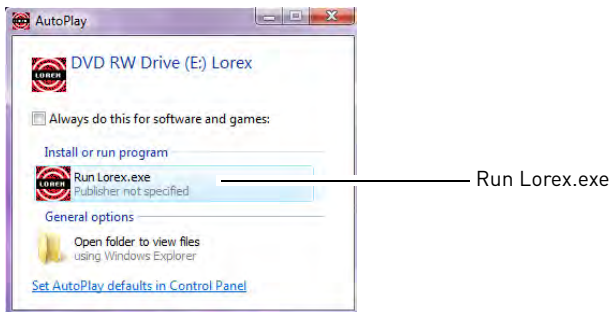 AutoPlay
DVD RW Drive (E:) Lorex
LOREX
Always do this for software and games:
Install or run program
LOREX
Run Lorex.exe
Publisher not specified
Run Lorex.exe
General options
Open folder to view files
using Windows Explorer
Set AutoPlay defaults in Control Panel